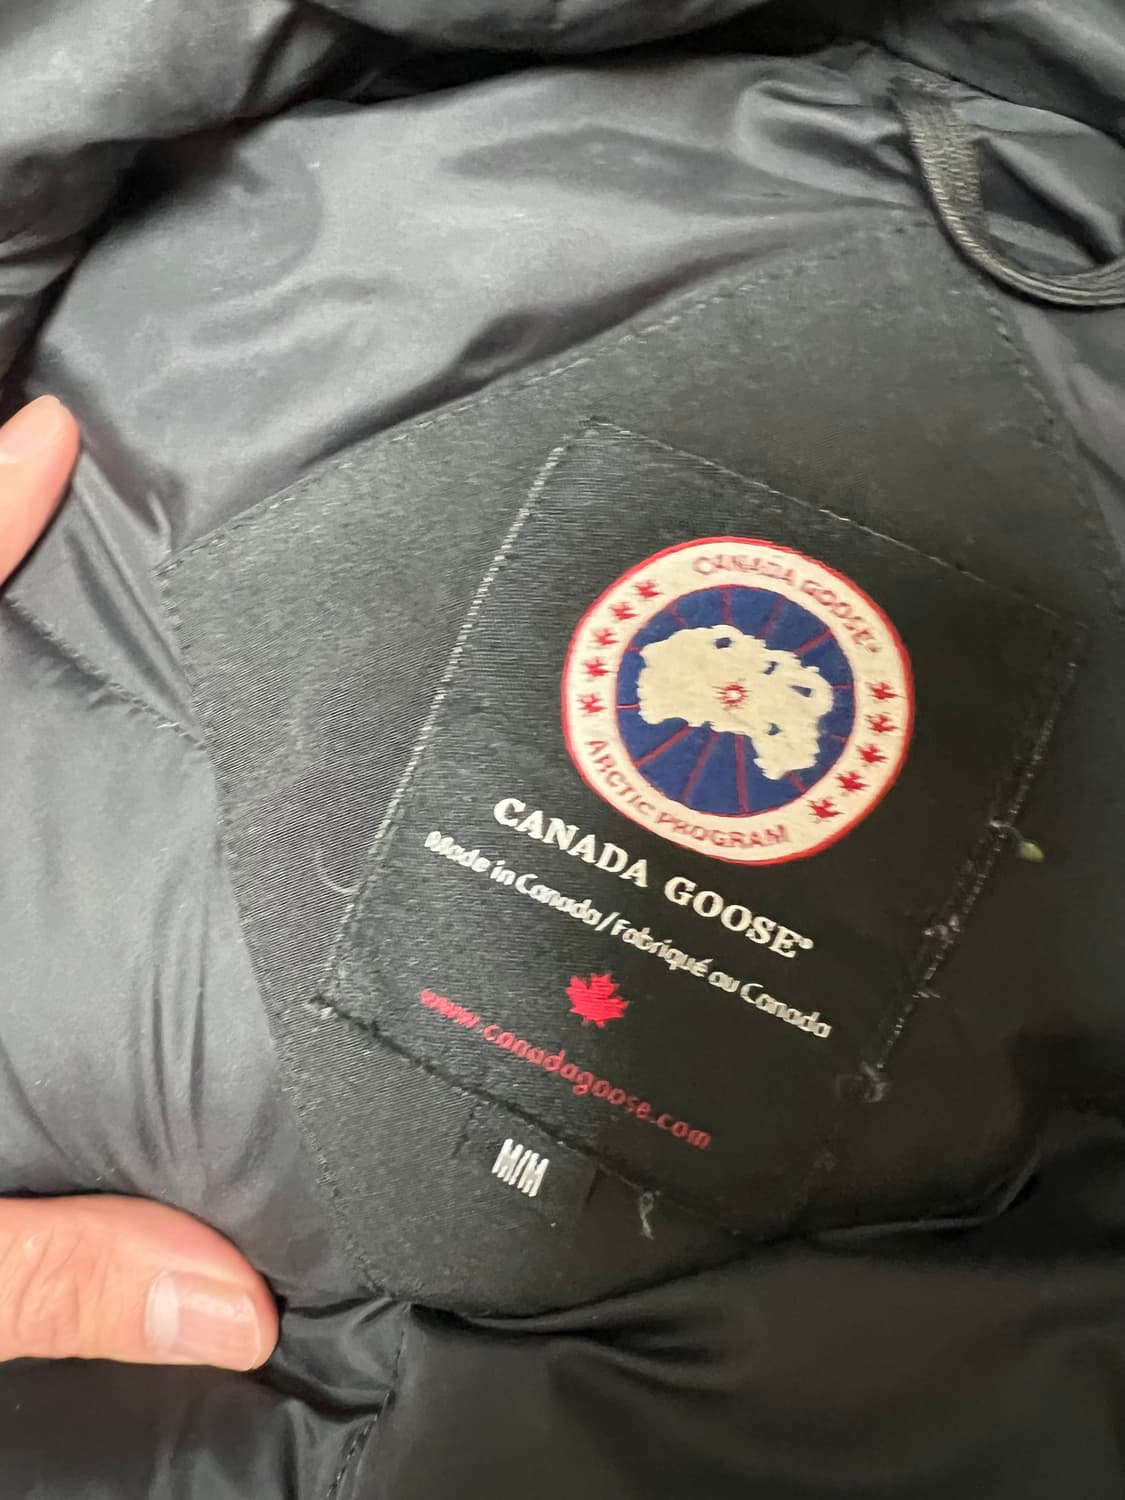 CANADA GOOSE®
ARCTIC PROGRAM
CANADA GOOSE®
Made in Canada/Fabriqué au Canada
www.canadagoose.com
M/M